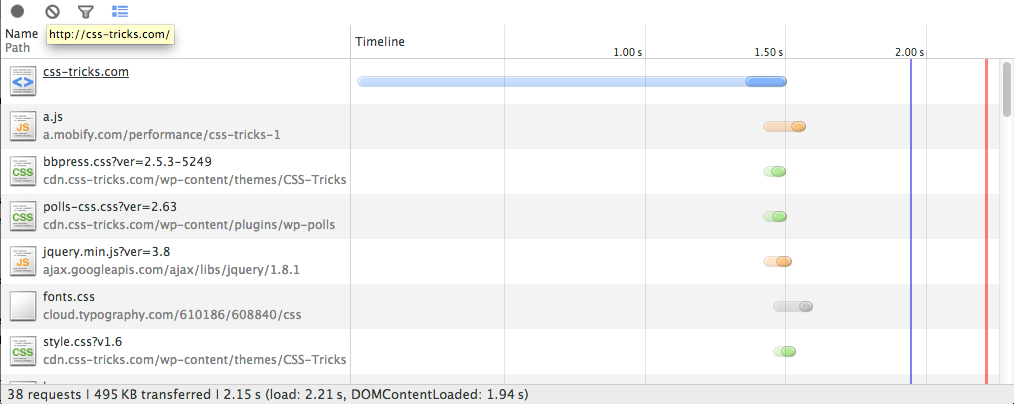 Name
Path
http://css-tricks.com/
Timeline
1.00 s
1.50 s
2.00 s
css-tricks.com
JS
a.js
a.mobify.com/performance/css-tricks-1
CSS
bbpress.css?ver=2.5.3-5249
cdn.css-tricks.com/wp-content/themes/CSS-Tricks
CSS
polls-css.css?ver=2.63
cdn.css-tricks.com/wp-content/plugins/wp-polls
JS
jquery.min.js?ver=3.8
ajax.googleapis.com/ajax/libs/jquery/1.8.1
fonts.css
cloud.typography.com/610186/608840/css
CSS
style.css?v1.6
cdn.css-tricks.com/wp-content/themes/CSS-Tricks
38 requests ׀ 495 KB transferred ׀ 2.15 s (load: 2.21 s, DOMContentLoaded: 1.94 s)